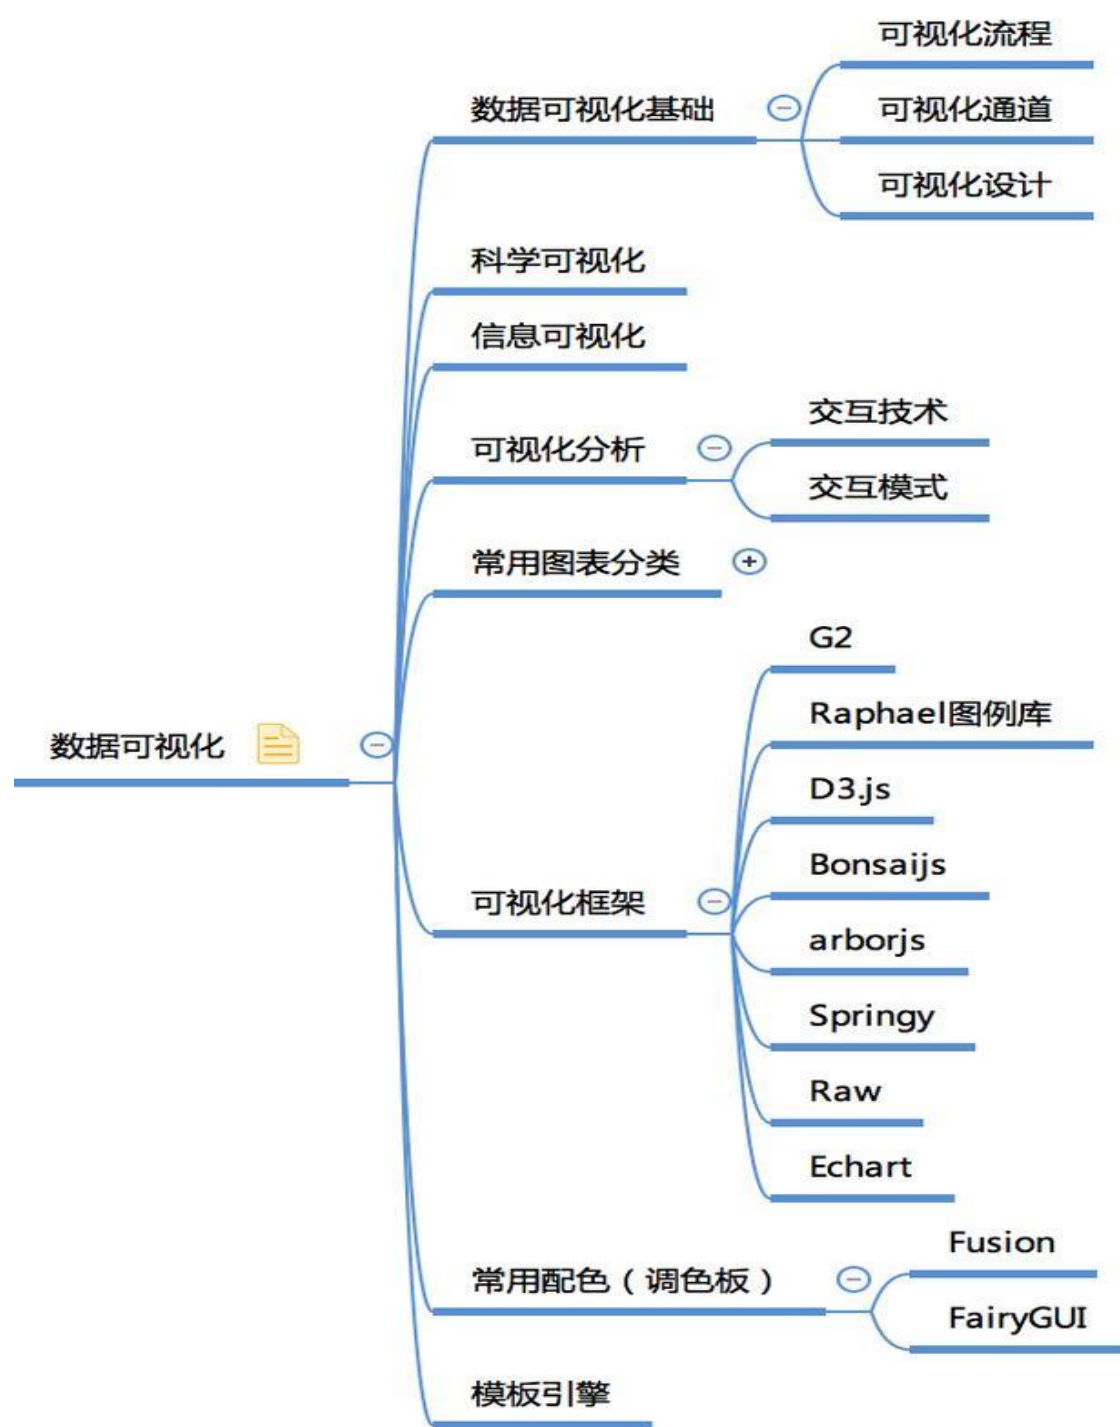 可视化流程
数据可视化基础
可视化通道
可视化设计
科学可视化
信息可视化
交互技术
可视化分析
交互模式
常用图表分类
G2
Raphael图例库
数据可视化
D3.js
Bonsaijs
可视化框架
arborjs
Springy
Raw
Echart
Fusion
常用配色（调色板）
FairyGUI
模板引擎